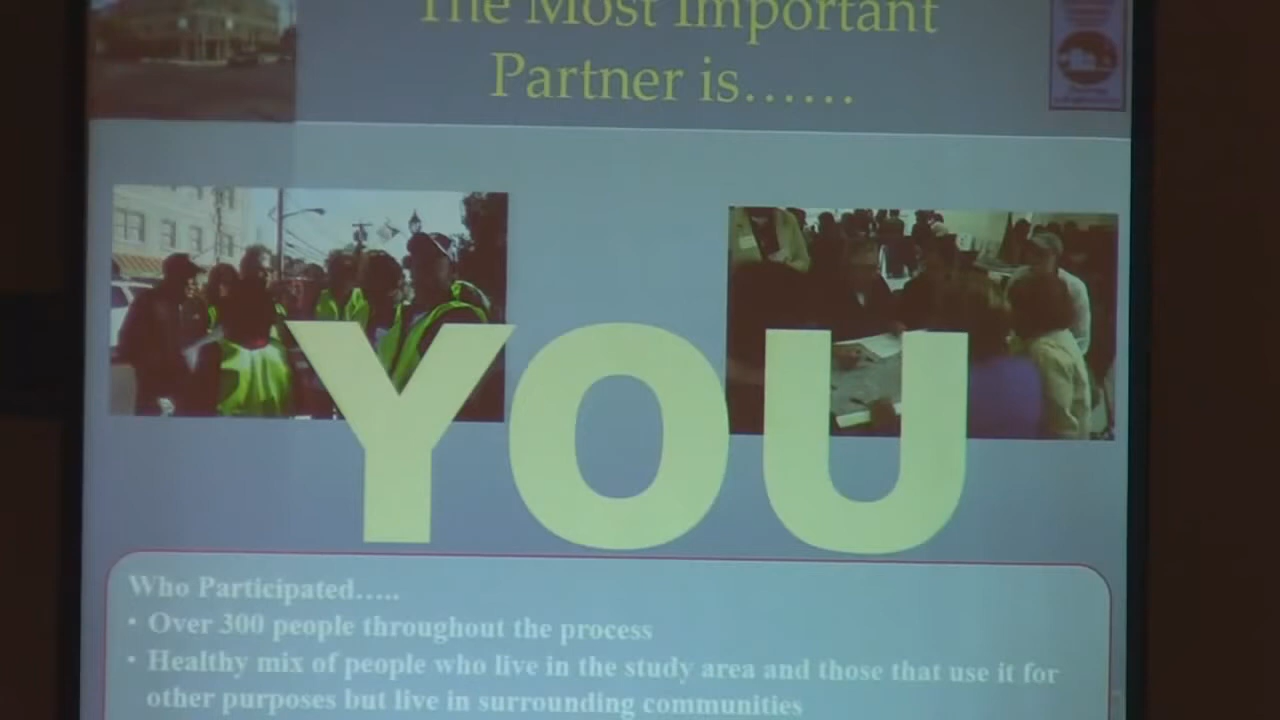 The Most Important
Partner is......
YOU
Who Participated.....
• Over 300 people throughout the process
• Healthy mix of people who live in the study area and those that use it for
other purposes but live in surrounding communities